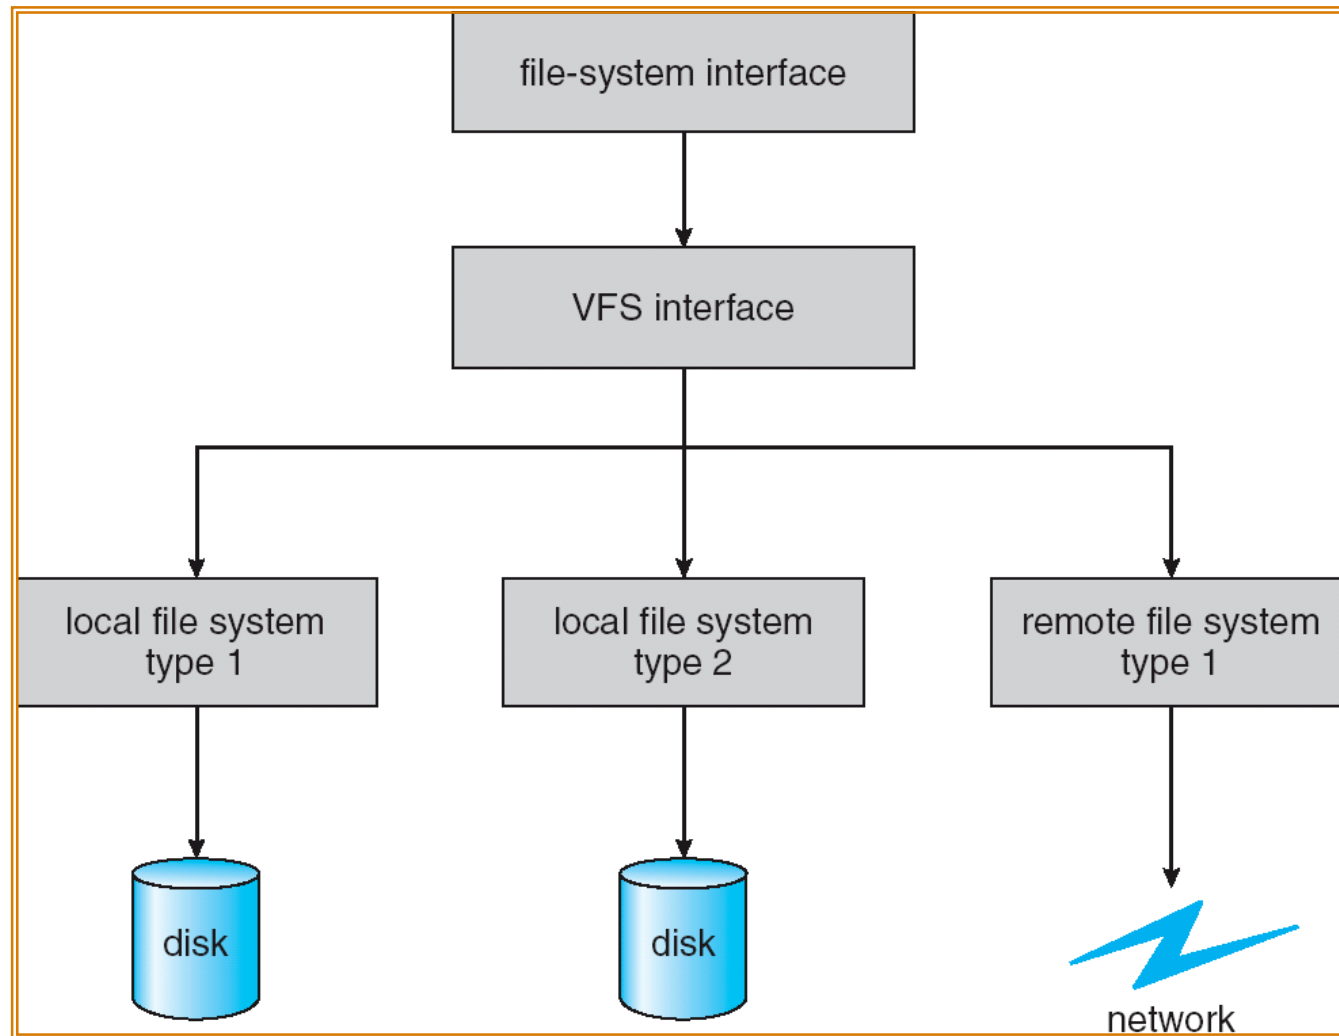 file-system interface
VFS interface
local file system
type 1
local file system
type 2
remote file system
type 1
disk
disk
network